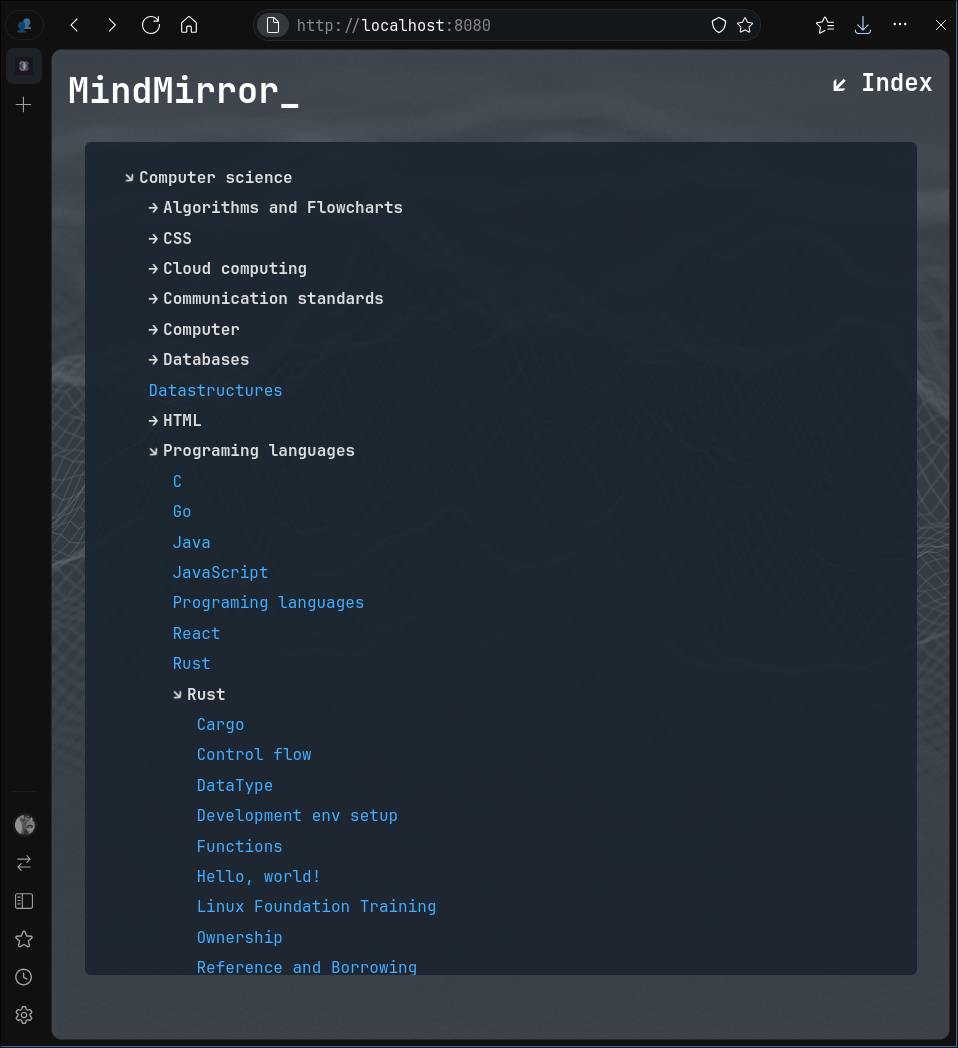 http://localhost:8080
MindMirror_
↙ Index
↘ Computer science
→ Algorithms and Flowcharts
→ CSS
→ Cloud computing
→ Communication standards
→ Computer
→ Databases
Datastructures
→ HTML
↘ Programing languages
C
Go
Java
JavaScript
Programing languages
React
Rust
↘ Rust
Cargo
Control flow
DataType
Development env setup
Functions
Hello, world!
Linux Foundation Training
Ownership
Reference and Borrowing